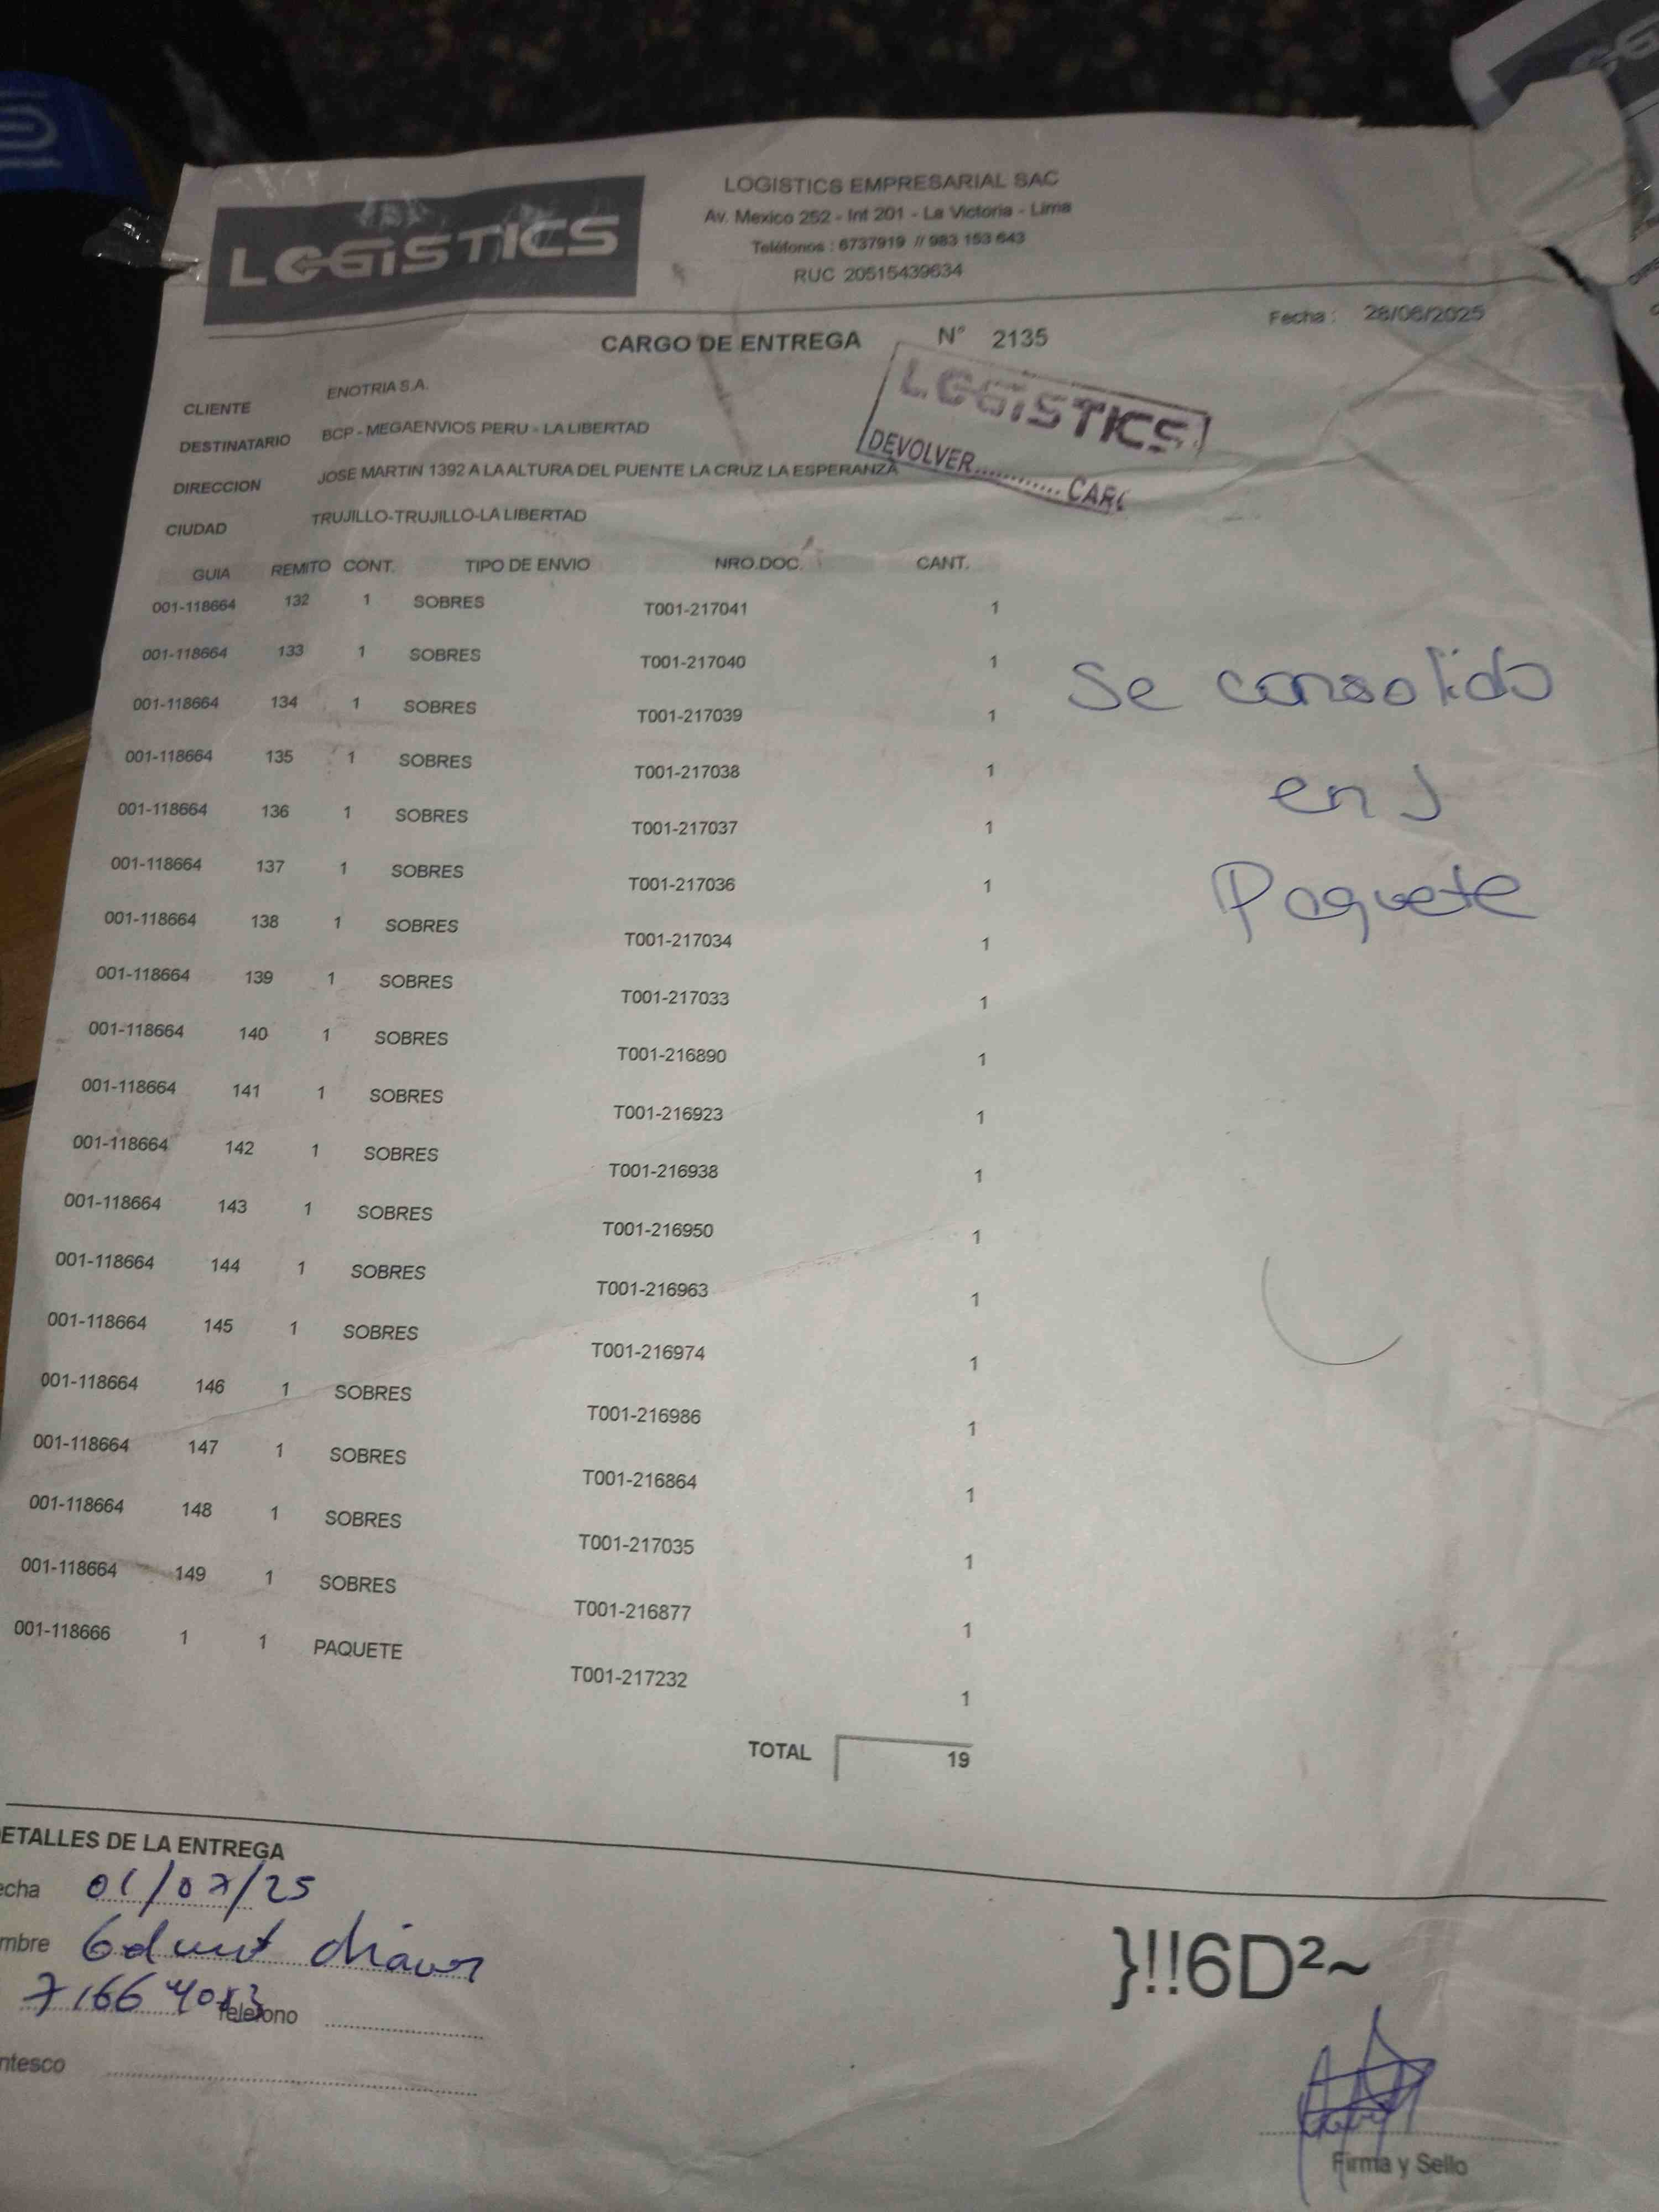 LOGISTICS
LOGISTICS EMPRESARIAL SAC
Av. Mexico 252 - Int 201 - La Victoria - Lima
Teléfonos : 6737919 // 983 153 643
RUC 20515439634
Fecha : 28/06/2025
CARGO DE ENTREGA N° 2135
LOGISTICS
DEVOLVER............ CAR
CLIENTE ENOTRIA S.A.
DESTINATARIO BCP - MEGAENVIOS PERU - LA LIBERTAD
DIRECCION JOSE MARTIN 1392 A LA ALTURA DEL PUENTE LA CRUZ LA ESPERANZA
CIUDAD TRUJILLO-TRUJILLO-LA LIBERTAD
GUIA REMITO CONT. TIPO DE ENVIO NRO.DOC. CANT.
001-118664 132 1 SOBRES T001-217041 1
001-118664 133 1 SOBRES T001-217040 1
001-118664 134 1 SOBRES T001-217039 1
001-118664 135 1 SOBRES T001-217038 1
001-118664 136 1 SOBRES T001-217037 1
001-118664 137 1 SOBRES T001-217036 1
001-118664 138 1 SOBRES T001-217034 1
001-118664 139 1 SOBRES T001-217033 1
001-118664 140 1 SOBRES T001-216890 1
001-118664 141 1 SOBRES T001-216923 1
001-118664 142 1 SOBRES T001-216938 1
001-118664 143 1 SOBRES T001-216950 1
001-118664 144 1 SOBRES T001-216963 1
001-118664 145 1 SOBRES T001-216974 1
001-118664 146 1 SOBRES T001-216986 1
001-118664 147 1 SOBRES T001-216864 1
001-118664 148 1 SOBRES T001-217035 1
001-118664 149 1 SOBRES T001-216877 1
001-118666 1 1 PAQUETE T001-217232 1
Se consolido
en 1
Paquete
TOTAL 19
ETALLES DE LA ENTREGA
echa 01/07/25
mbre
Telefono
ntesco
}!!6D²~
Firma y Sello